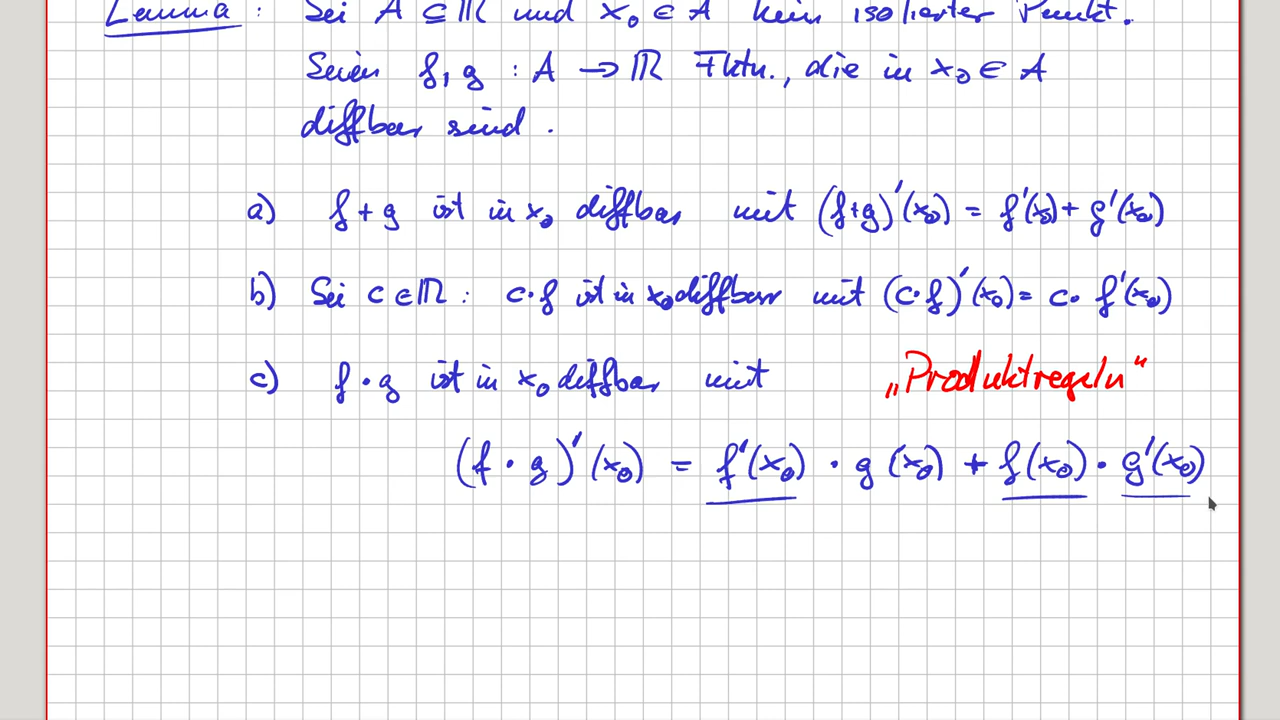 Lemma : Sei A ⊆ ℝ und x₀ ∈ A kein isolierter Punkt.
Seien f, g : A → ℝ Fktn., die in x₀ ∈ A
diffbar sind.
a) f + g ist in x₀ diffbar mit (f+g)'(x₀) = f'(x₀) + g'(x₀)
b) Sei c ∈ ℝ : c·f ist in x₀ diffbar mit (c·f)'(x₀) = c· f'(x₀)
c) f · g ist in x₀ diffbar mit „Produktregeln“
(f · g)'(x₀) = f'(x₀) · g(x₀) + f(x₀) · g'(x₀)